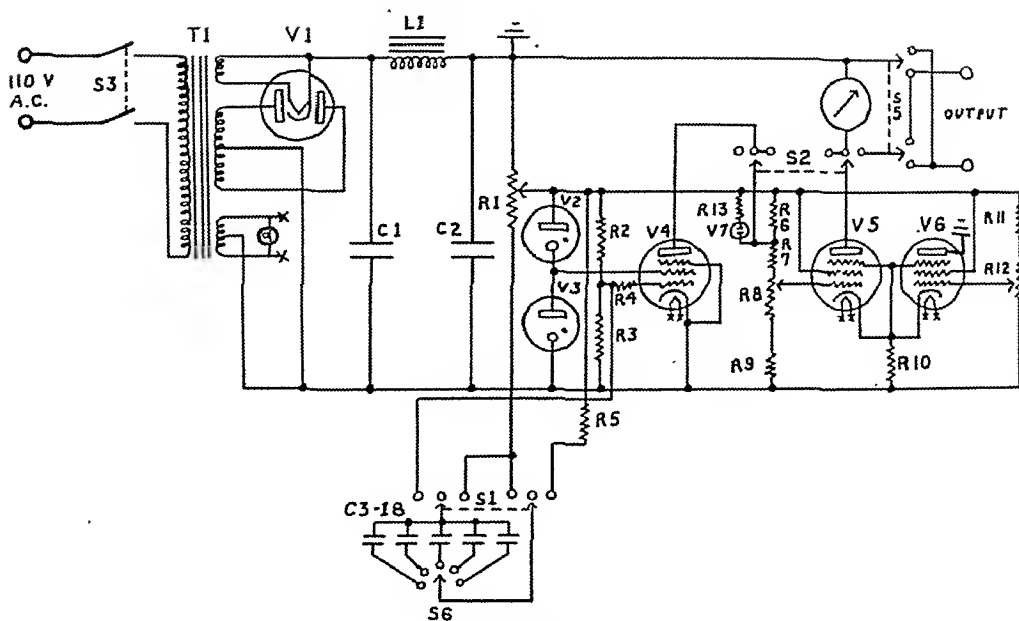 T1
V1
L1
110 V
A.C.
S3
S5
OUTPUT
S2
R1
V2
R2
V4
R13
V7
R6
R7
V5
V6
R11
C1
C2
V3
R4
R8
R12
R3
R9
R10
R5
S1
C3-18
S6